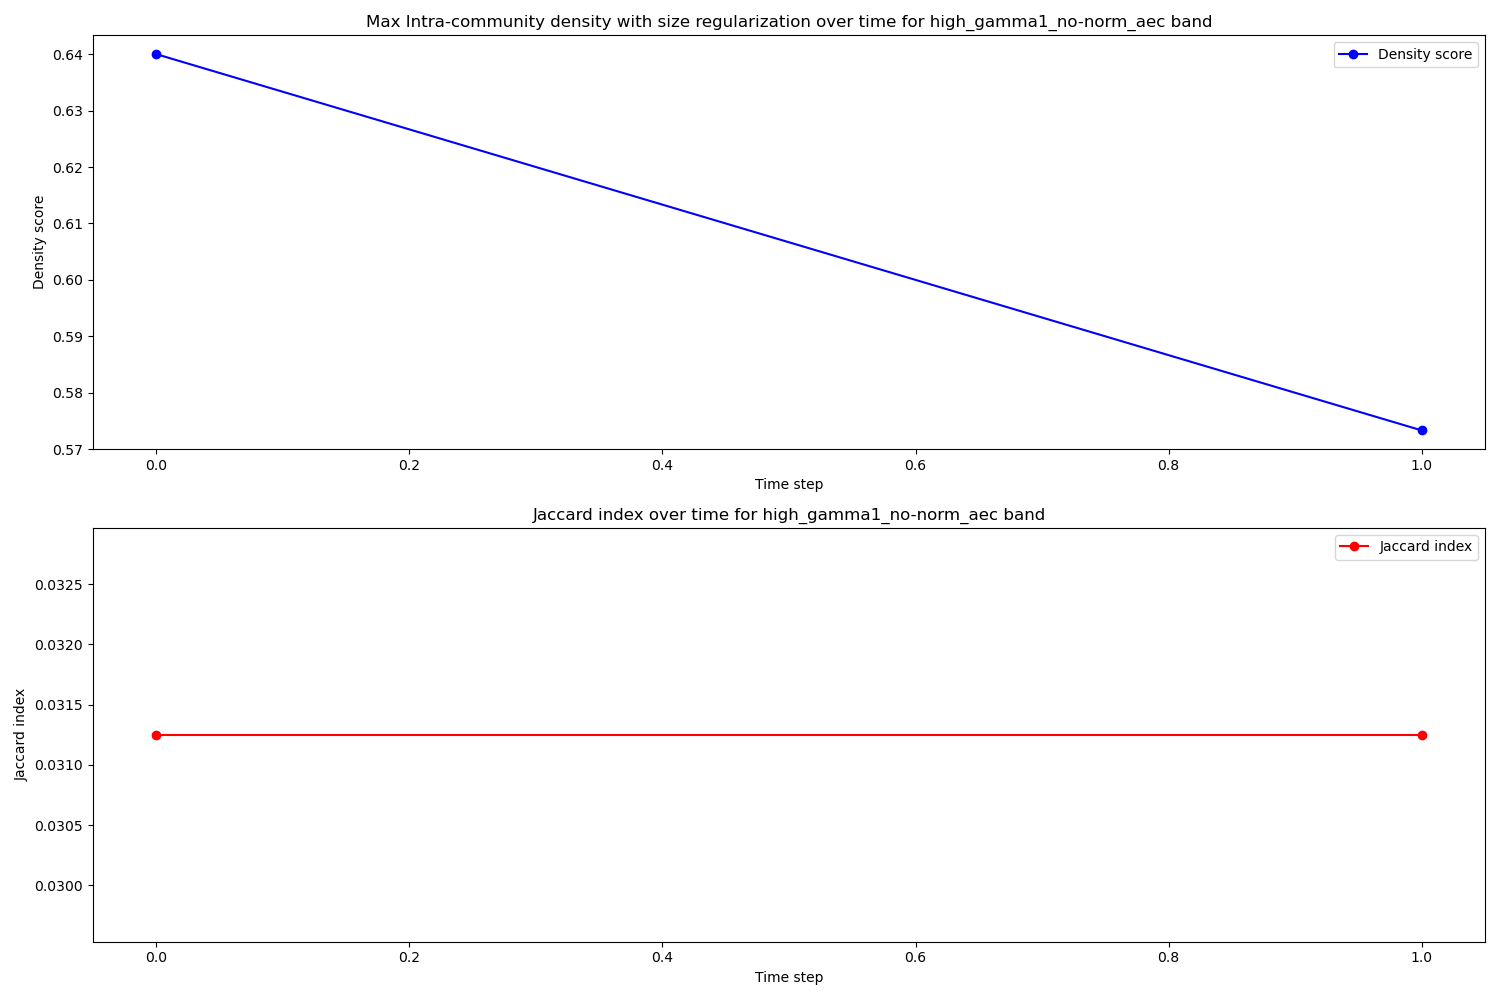 Max Intra-community density with size regularization over time for high_gamma1_no-norm_aec band
Density score
0.64
0.63
0.62
0.61
0.60
0.59
0.58
0.57
Density score
0.0 0.2 0.4 0.6 0.8 1.0
Time step
Jaccard index over time for high_gamma1_no-norm_aec band
Jaccard index
0.0325
0.0320
0.0315
0.0310
0.0305
0.0300
Jaccard index
0.0 0.2 0.4 0.6 0.8 1.0
Time step